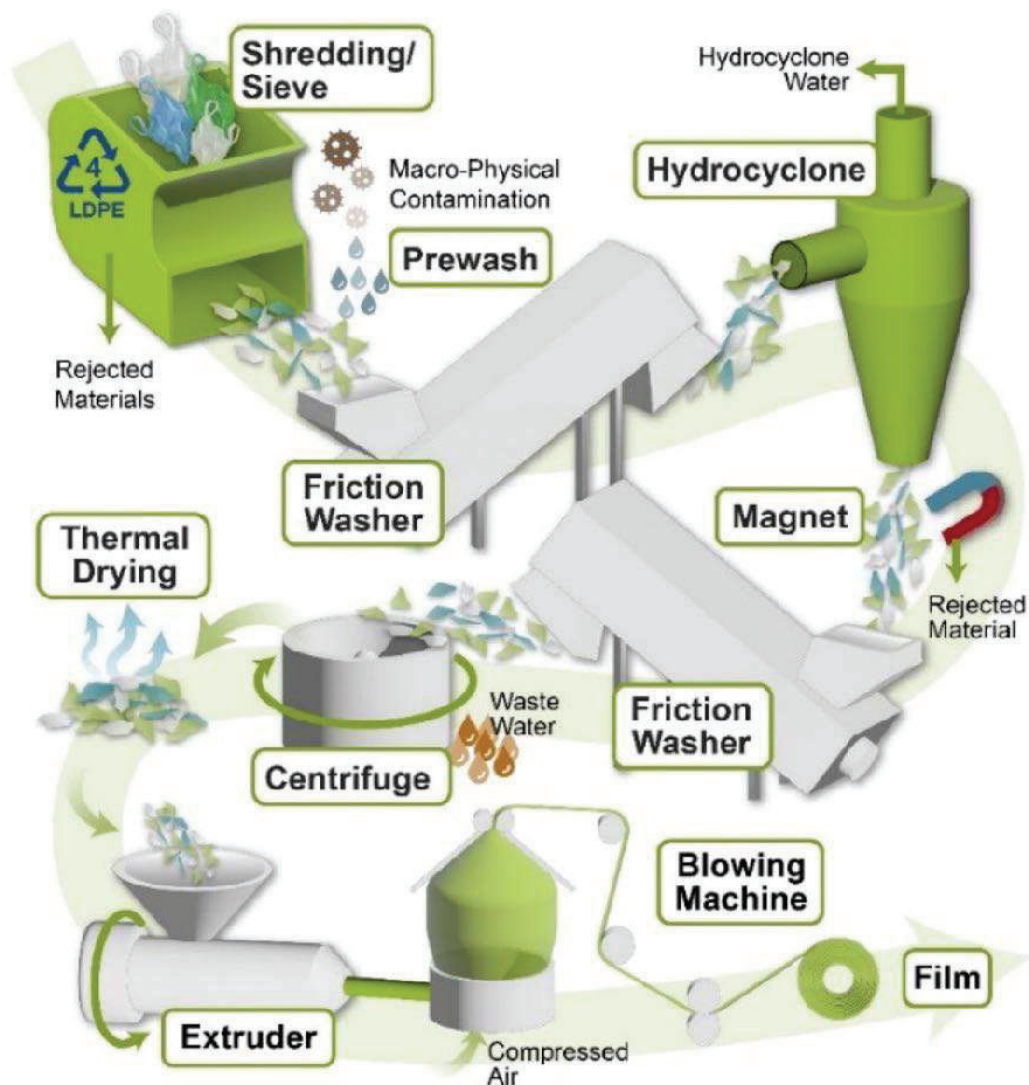 Shredding/
Sieve
4
LDPE
Macro-Physical
Contamination
Prewash
Rejected
Materials
Hydrocyclone
Water
Hydrocyclone
Friction
Washer
Magnet
Rejected
Material
Thermal
Drying
Waste
Water
Friction
Washer
Centrifuge
Blowing
Machine
Film
Extruder
Compressed
Air